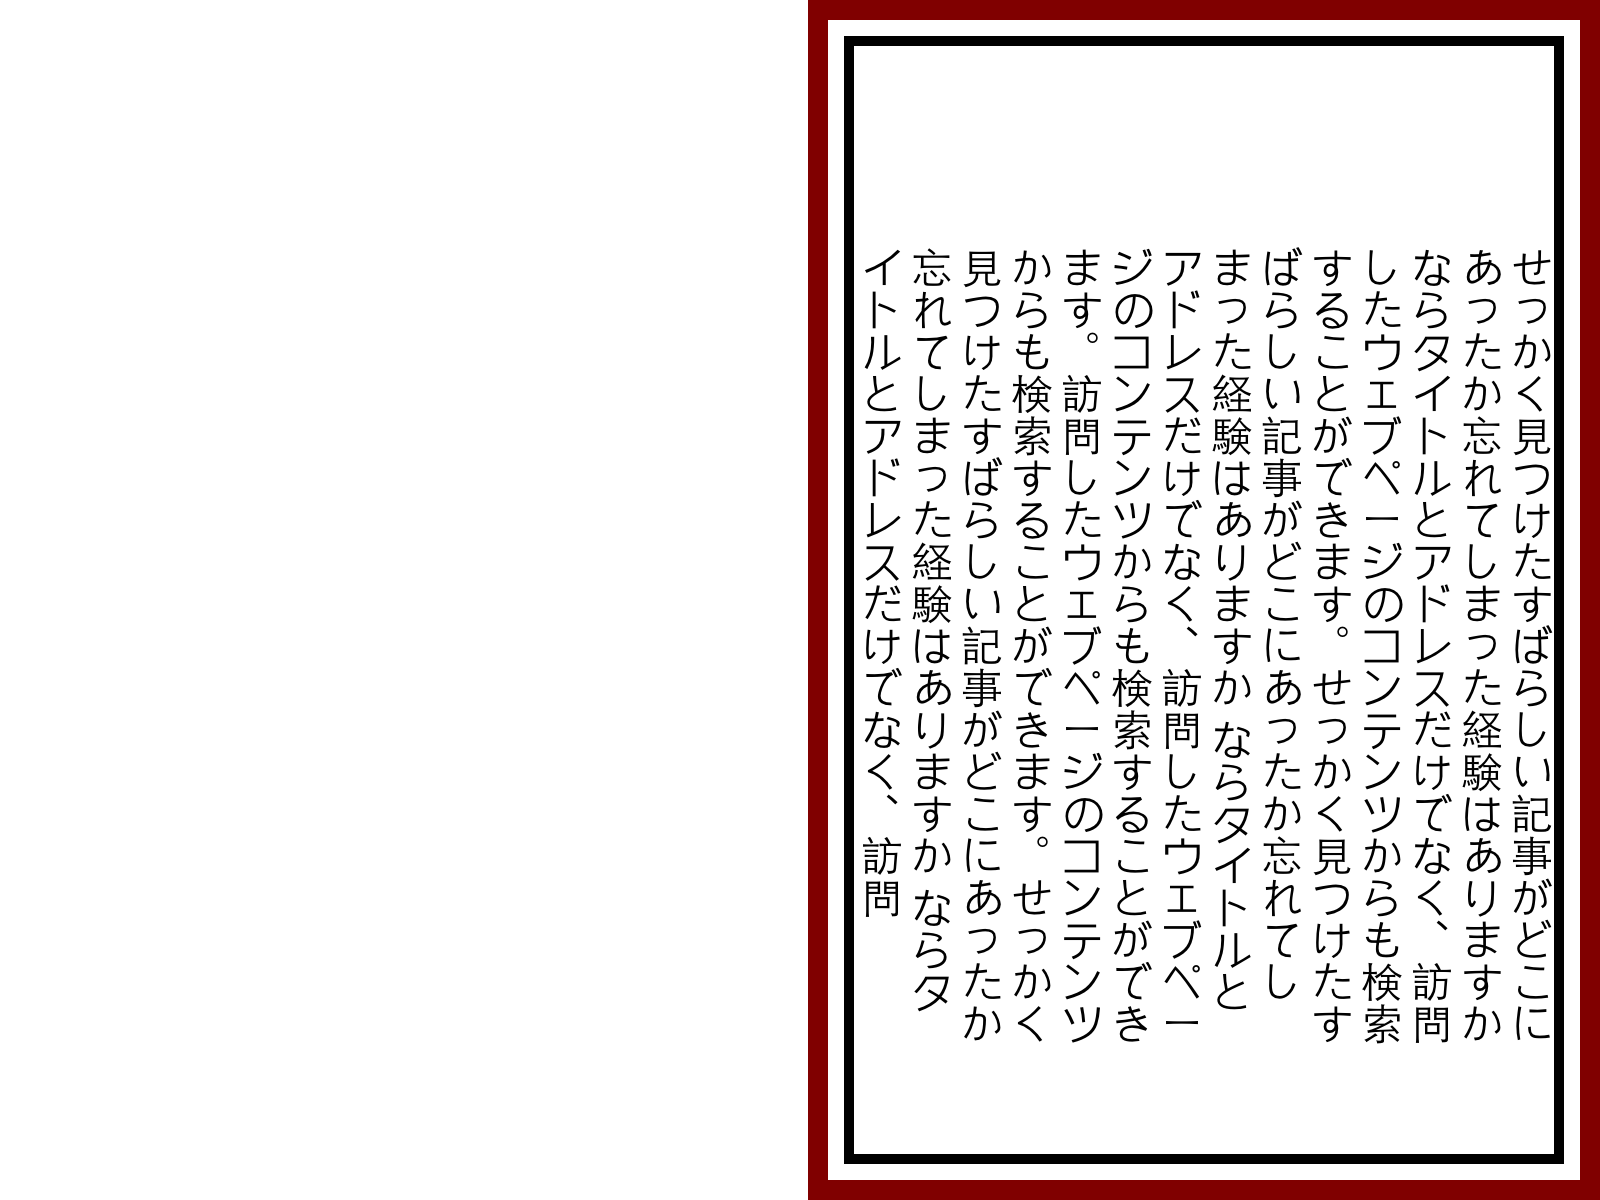 せっかく見つけたすばらしい記事がどこに
あったか忘れてしまった経験はありますか
ならタイトルとアドレスだけでなく、訪問
したウェブページのコンテンツからも検索
することができます。せっかく見つけたす
ばらしい記事がどこにあったか忘れてし
まった経験はありますか ならタイトルと
アドレスだけでなく、訪問したウェブペー
ジのコンテンツからも検索することができ
ます。訪問したウェブページのコンテンツ
からも検索することができます。せっかく
見つけたすばらしい記事がどこにあったか
忘れてしまった経験はありますか ならタ
イトルとアドレスだけでなく、訪問